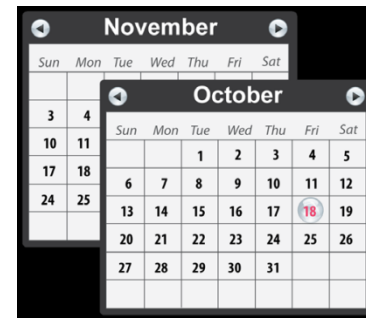 November
Sun Mon Tue Wed Thu Fri Sat
3 4
10 11
17 18
24 25
October
Sun Mon Tue Wed Thu Fri Sat
1 2 3 4 5
6 7 8 9 10 11 12
13 14 15 16 17 18 19
20 21 22 23 24 25 26
27 28 29 30 31